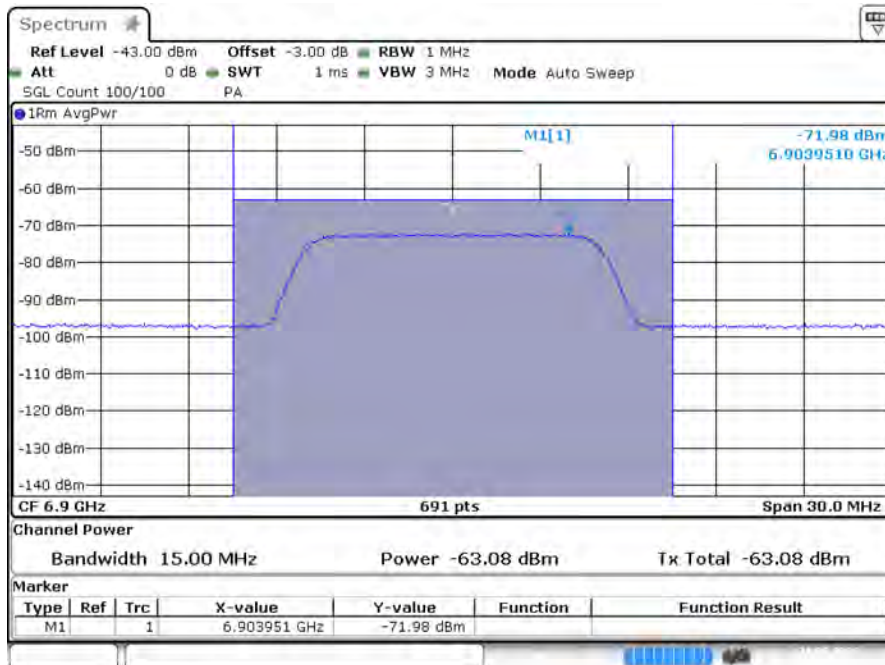 Spectrum
Ref Level -43.00 dBm Offset -3.00 dB RBW 1 MHz
Att 0 dB SWT 1 ms VBW 3 MHz Mode Auto Sweep
SGL Count 100/100 PA
1Rm AvgPwr
M1[1] -71.98 dBm
6.9039510 GHz
-50 dBm
-60 dBm
-70 dBm
-80 dBm
-90 dBm
-100 dBm
-110 dBm
-120 dBm
-130 dBm
-140 dBm
CF 6.9 GHz 691 pts Span 30.0 MHz
Channel Power
Bandwidth 15.00 MHz Power -63.08 dBm Tx Total -63.08 dBm
Marker
Type Ref Trc X-value Y-value Function Function Result
M1 1 6.903951 GHz -71.98 dBm